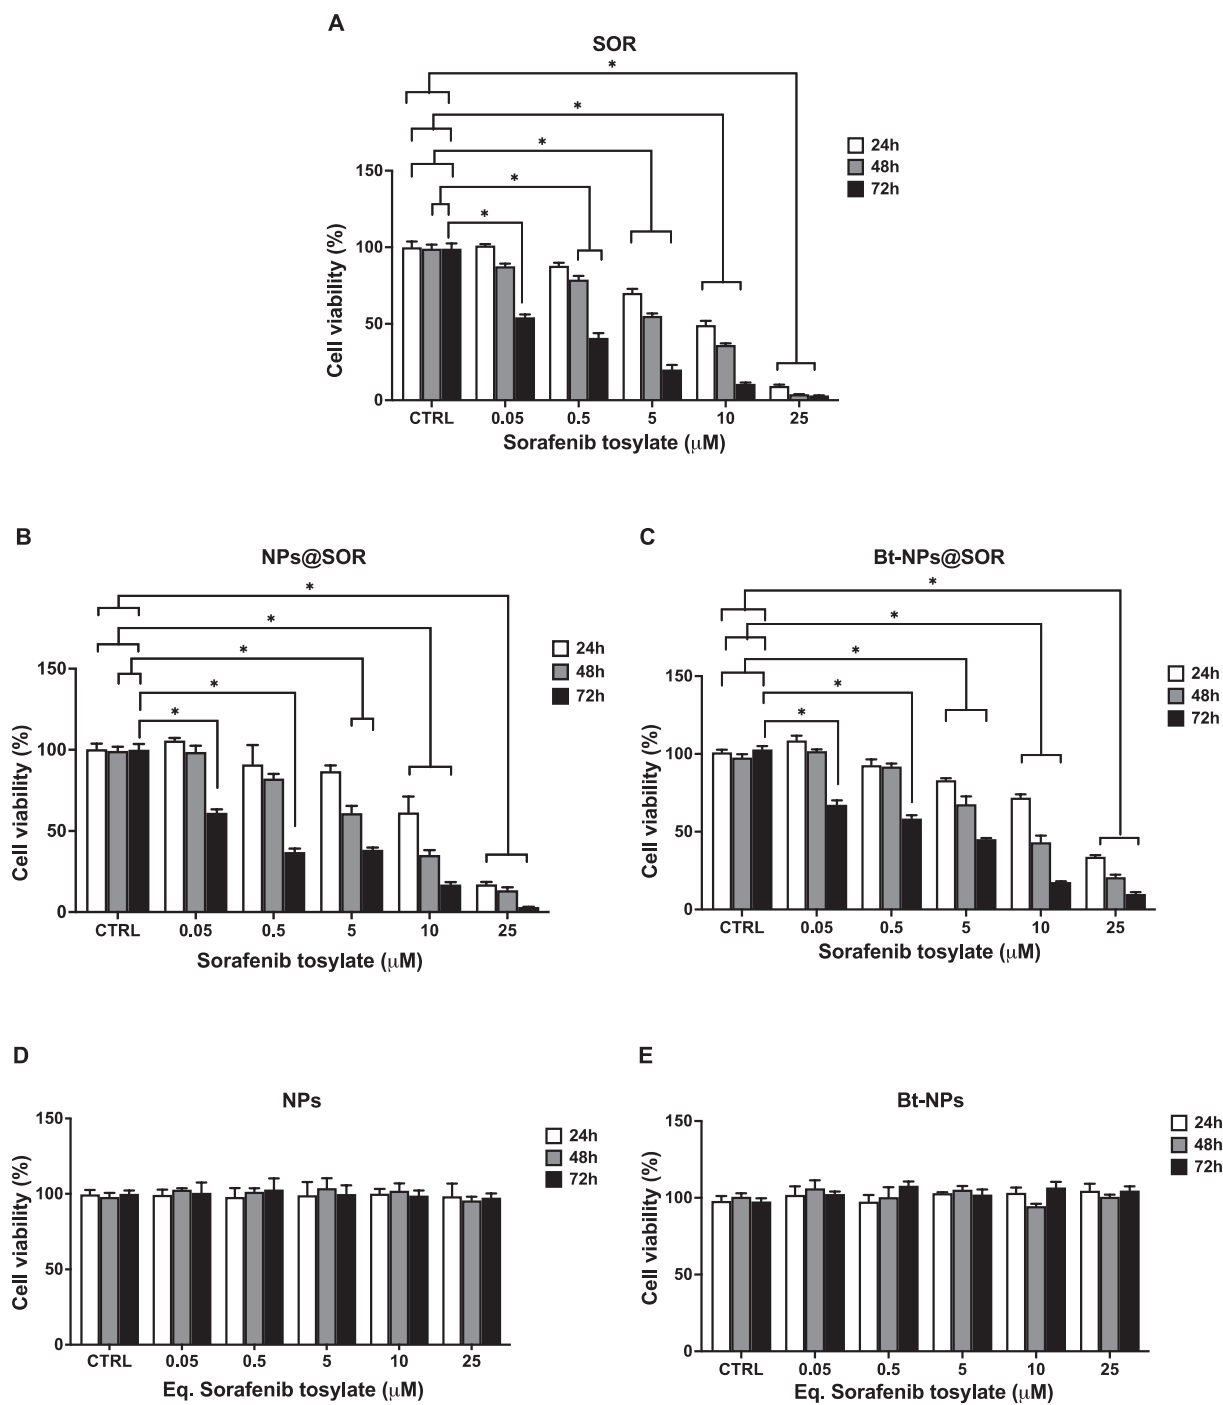 A
SOR
*
*
*
*
*
24h
48h
72h
150
100
50
0
Cell viability (%)
CTRL 0.05 0.5 5 10 25
Sorafenib tosylate (μM)
B
NPs@SOR
*
*
*
*
*
24h
48h
72h
150
100
50
0
Cell viability (%)
CTRL 0.05 0.5 5 10 25
Sorafenib tosylate (μM)
C
Bt-NPs@SOR
*
*
*
*
*
24h
48h
72h
150
100
50
0
Cell viability (%)
CTRL 0.05 0.5 5 10 25
Sorafenib tosylate (μM)
D
NPs
24h
48h
72h
150
100
50
0
Cell viability (%)
CTRL 0.05 0.5 5 10 25
Eq. Sorafenib tosylate (μM)
E
Bt-NPs
24h
48h
72h
150
100
50
0
Cell viability (%)
CTRL 0.05 0.5 5 10 25
Eq. Sorafenib tosylate (μM)